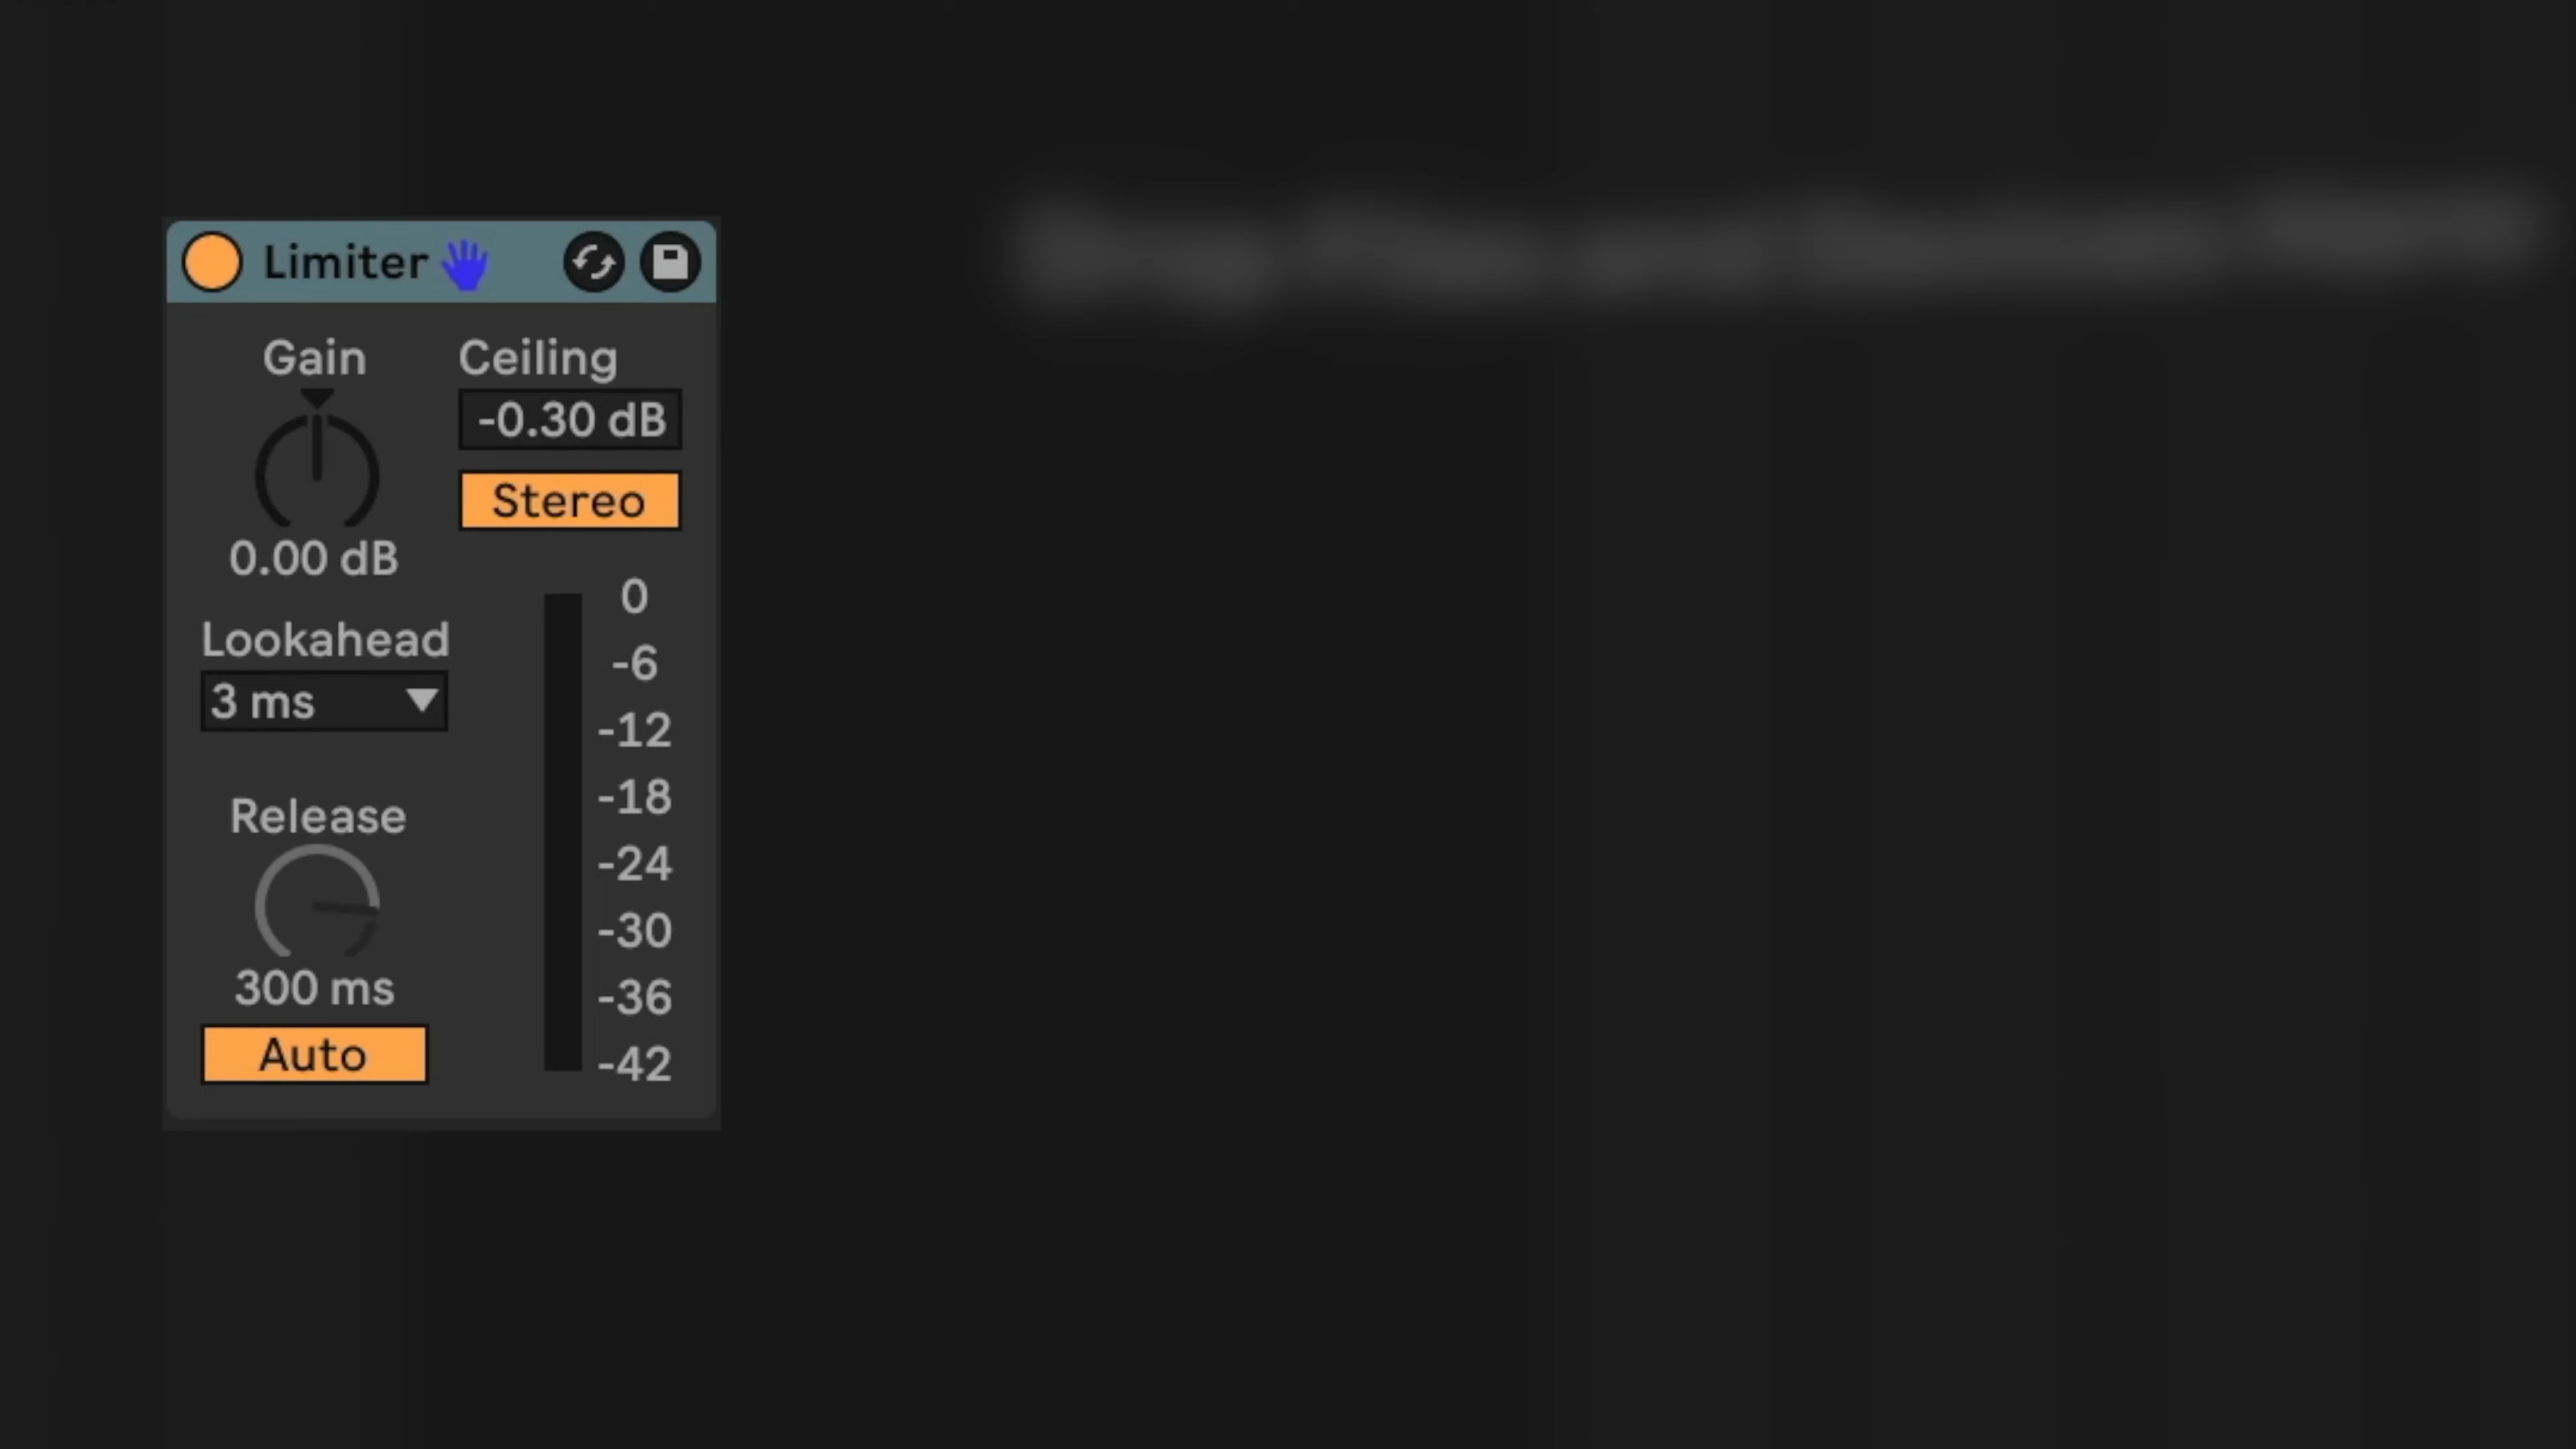 Limiter
Gain
Ceiling
-0.30 dB
Stereo
0.00 dB
Lookahead
3 ms
Release
300 ms
Auto
0
-6
-12
-18
-24
-30
-36
-42